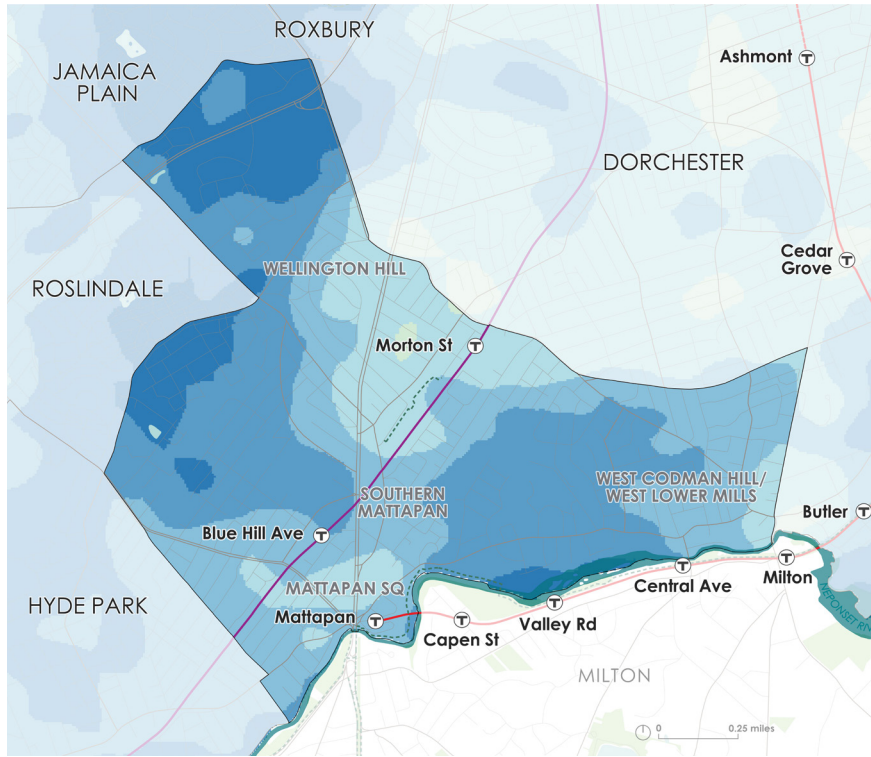 ROXBURY
JAMAICA
PLAIN
Ashmont T
DORCHESTER
Cedar
Grove T
WELLINGTON HILL
ROSLINDALE
Morton St T
WEST CODMAN HILL/
WEST LOWER MILLS
SOUTHERN
MATTAPAN
Butler T
Blue Hill Ave T
MATTAPAN SQ
T Milton
T Central Ave
HYDE PARK
Mattapan T
T Capen St
T Valley Rd
NEPONSET RIV
MILTON
0 0.25 miles